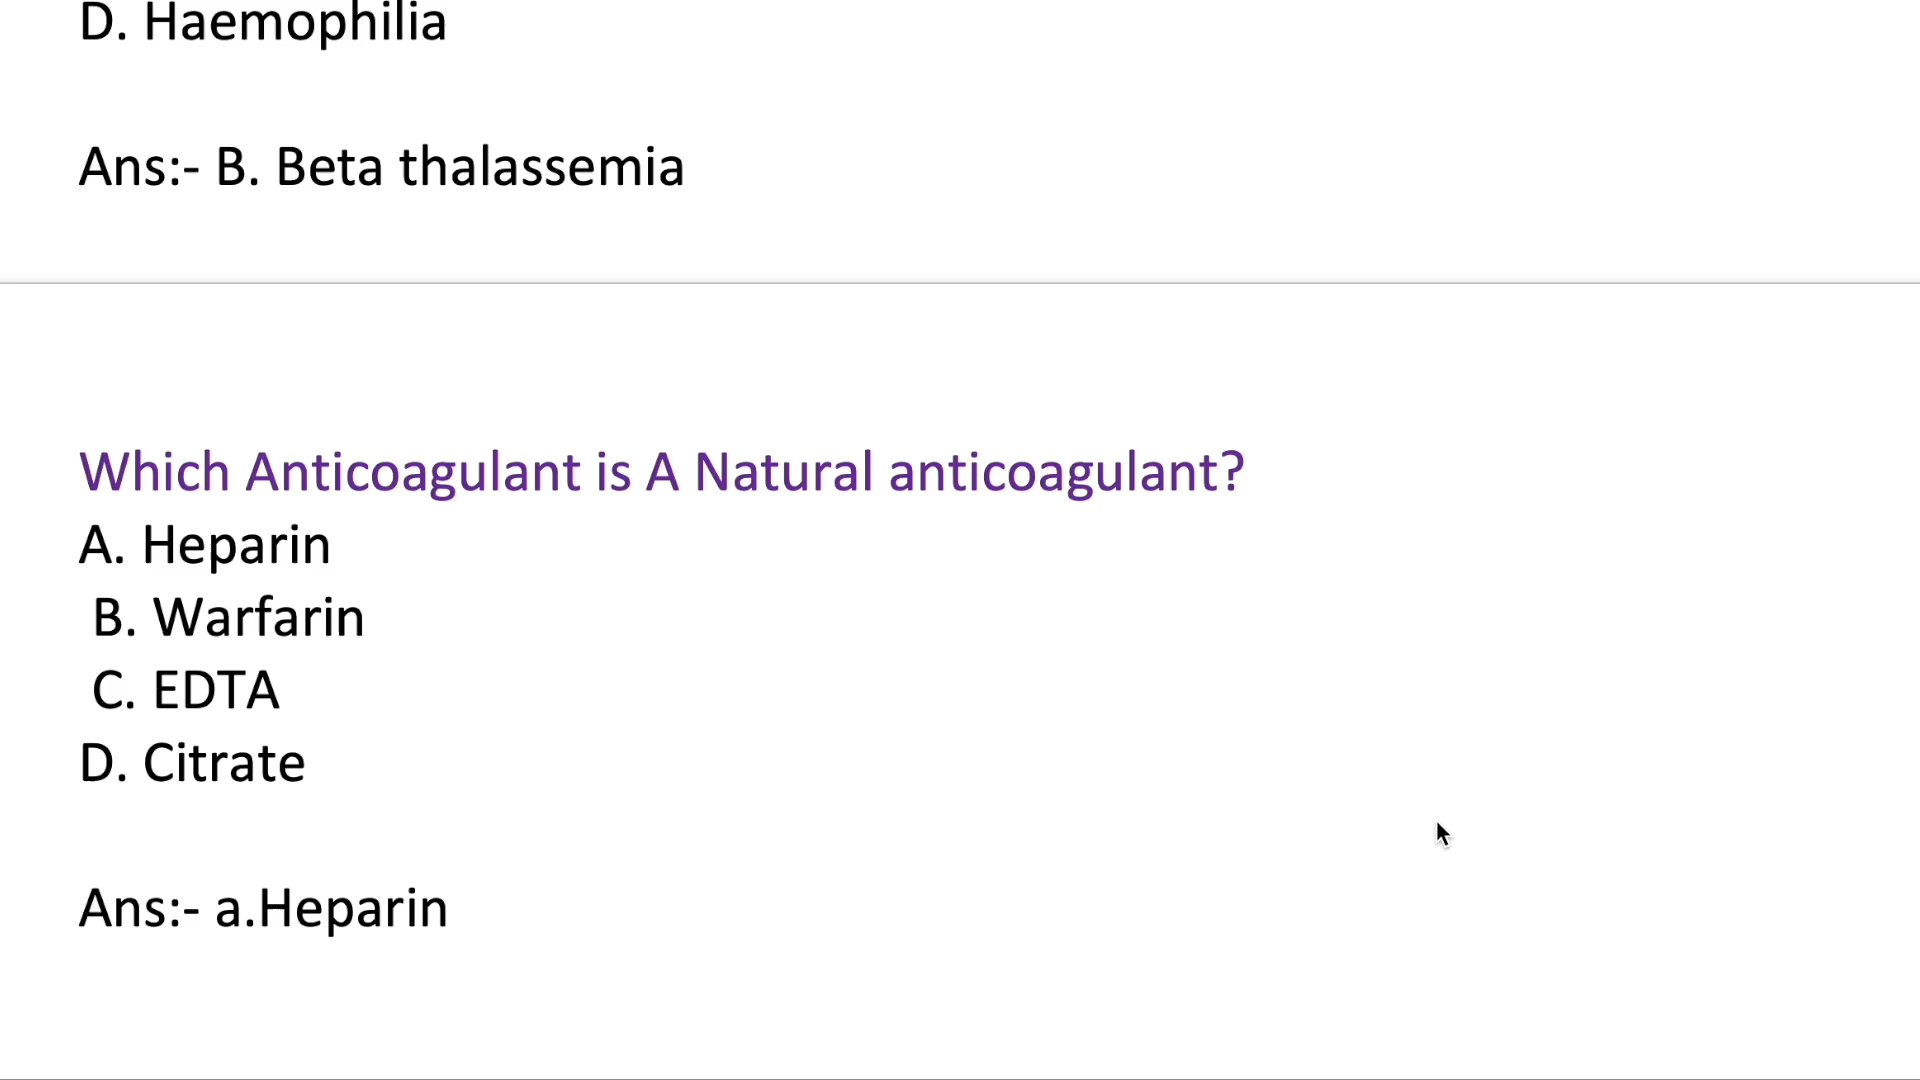 D. Haemophilia
Ans:- B. Beta thalassemia
Which Anticoagulant is A Natural anticoagulant?
A. Heparin
B. Warfarin
C. EDTA
D. Citrate
Ans:- a.Heparin